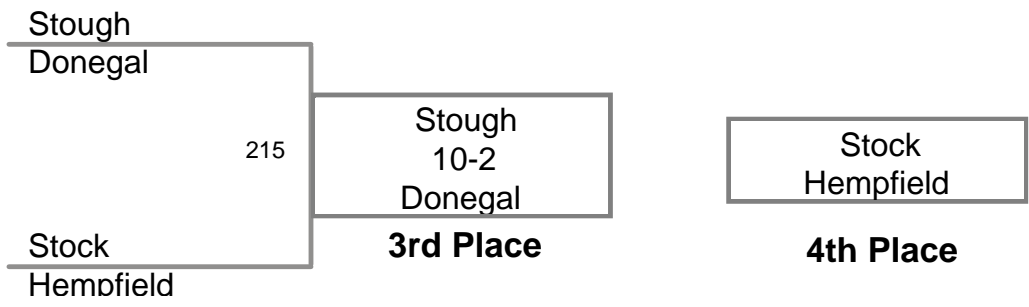 Stough
Donegal
215
Stough
10-2
Donegal
3rd Place
Stock
Hempfield
4th Place
Stock
Hempfield